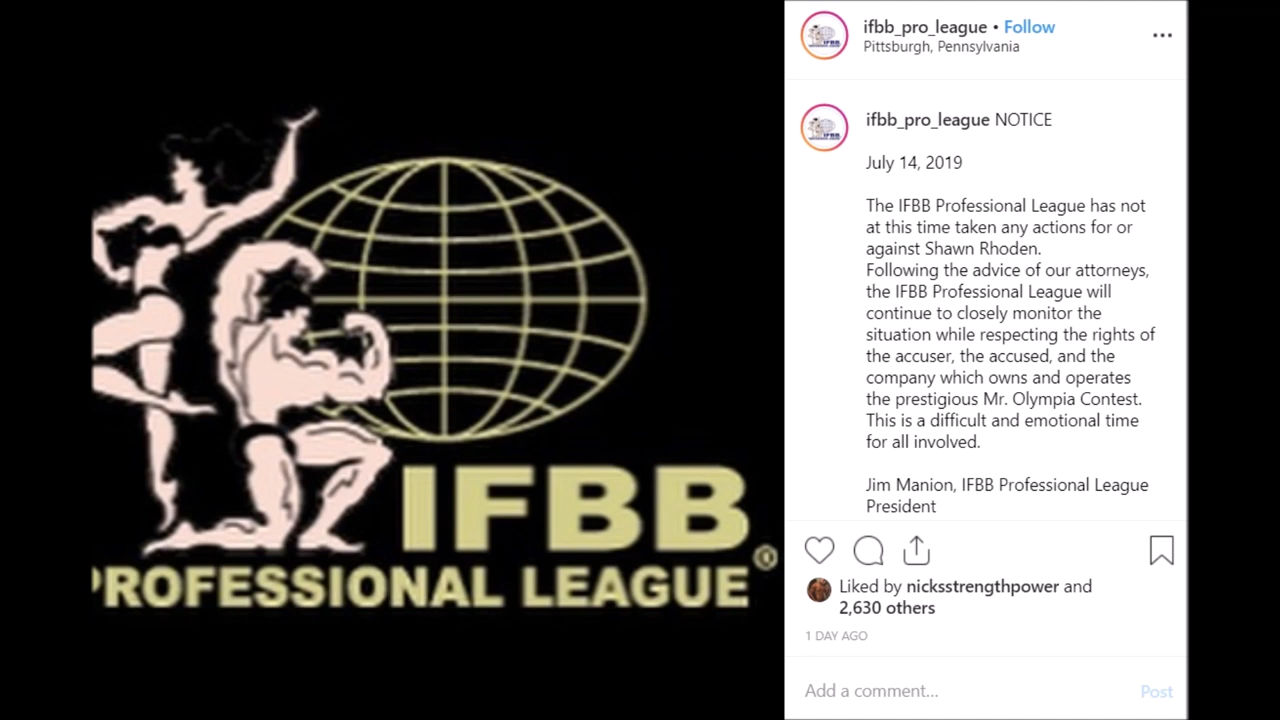 IFBB
PROFESSIONAL LEAGUE®
ifbb_pro_league • Follow
Pittsburgh, Pennsylvania
ifbb_pro_league NOTICE
July 14, 2019
The IFBB Professional League has not
at this time taken any actions for or
against Shawn Rhoden.
Following the advice of our attorneys,
the IFBB Professional League will
continue to closely monitor the
situation while respecting the rights of
the accuser, the accused, and the
company which owns and operates
the prestigious Mr. Olympia Contest.
This is a difficult and emotional time
for all involved.
Jim Manion, IFBB Professional League
President
Liked by nicksstrengthpower and
2,630 others
1 DAY AGO
Add a comment... Post